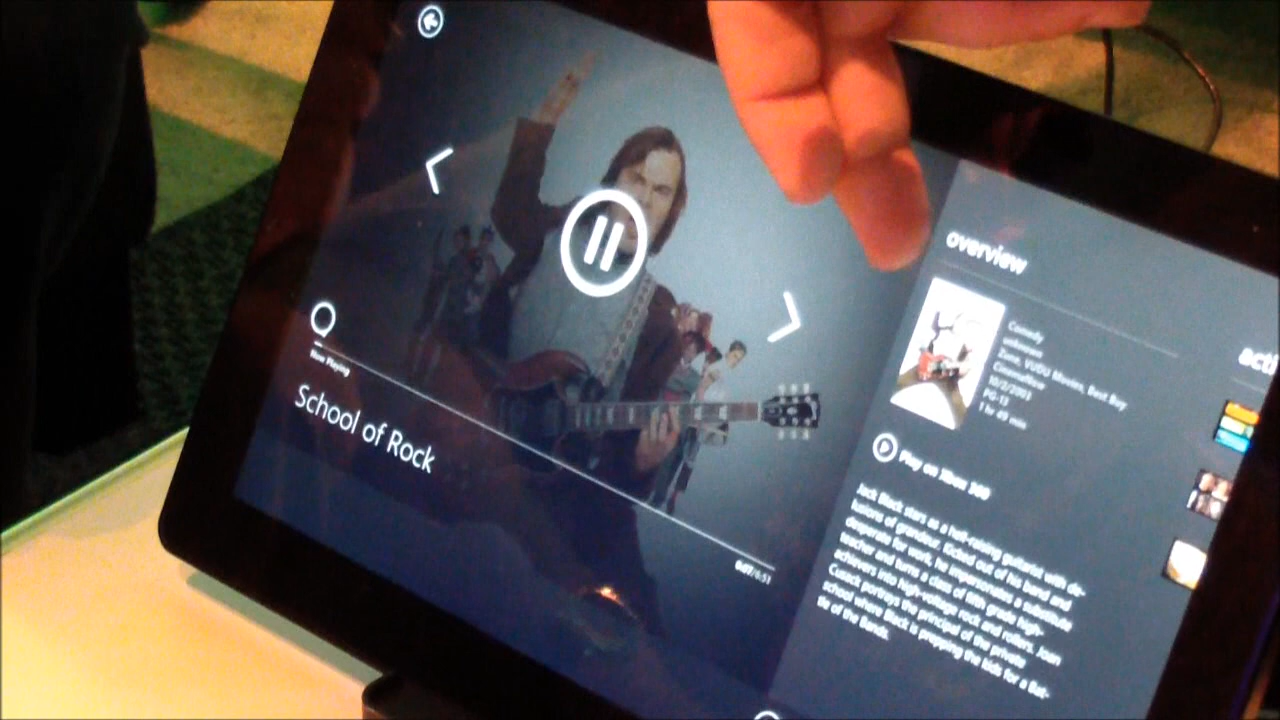 Now Playing
School of Rock
0:07/6:51
overview
Comedy
unknown
Zune, VUDU Movies, Best Buy
CinemaNow
10/2/2003
PG-13
1 hr 49 min
Play on Xbox 360
Jack Black stars as a hell-raising guitarist with de-
lusions of grandeur. Kicked out of his band and
desperate for work, he impersonates a substitute
teacher and turns a class of fifth grade high-
achievers into high-voltage rock and rollers. Joan
Cusack portrays the principal of the private
school where Black is prepping the kids for a Bat-
tle of the Bands.
acti